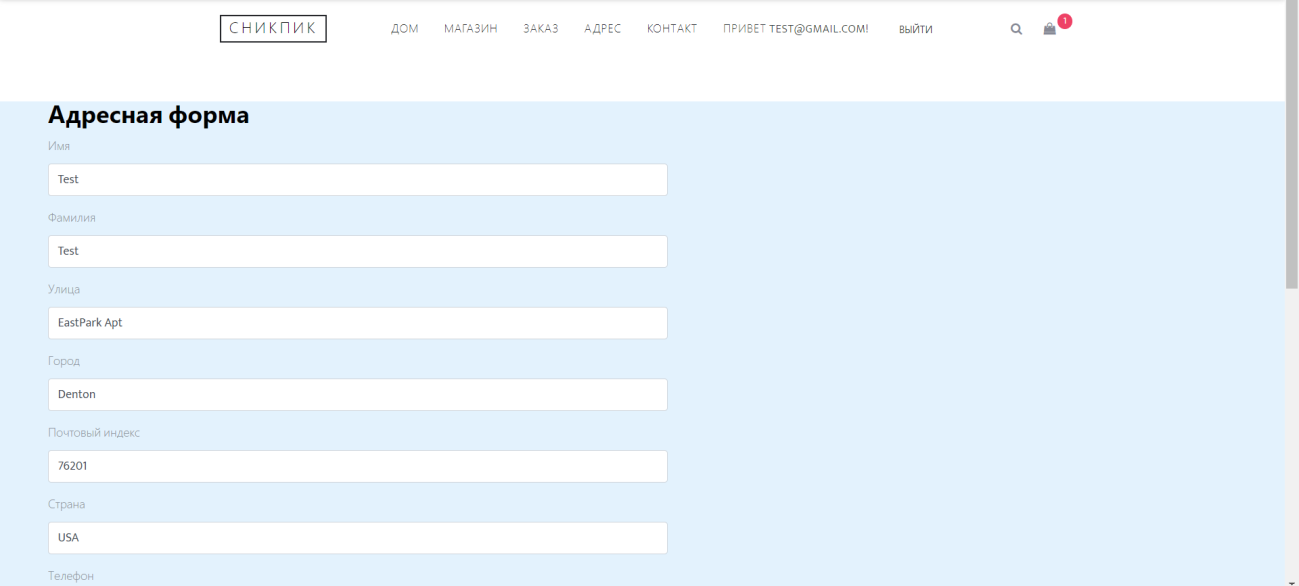 СНИКПИК ДОМ МАГАЗИН ЗАКАЗ АДРЕС КОНТАКТ ПРИВЕТ TEST@GMAIL.COM! ВЫЙТИ 1
Адресная форма
Имя
Test
Фамилия
Test
Улица
EastPark Apt
Город
Denton
Почтовый индекс
76201
Страна
USA
Телефон